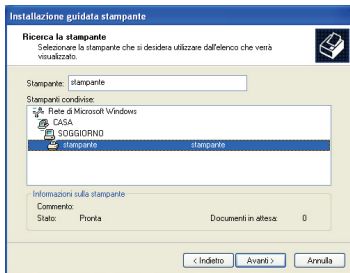 Installazione guidata stampante
Ricerca la stampante
Selezionare la stampante che si desidera utilizzare dall'elenco che verrà
visualizzato.
Stampante: stampante
Stampanti condivise:
Rete di Microsoft Windows
CASA
SOGGIORNO
stampante stampante
Informazioni sulla stampante
Commento:
Stato: Pronta Documenti in attesa: 0
< Indietro Avanti > Annulla